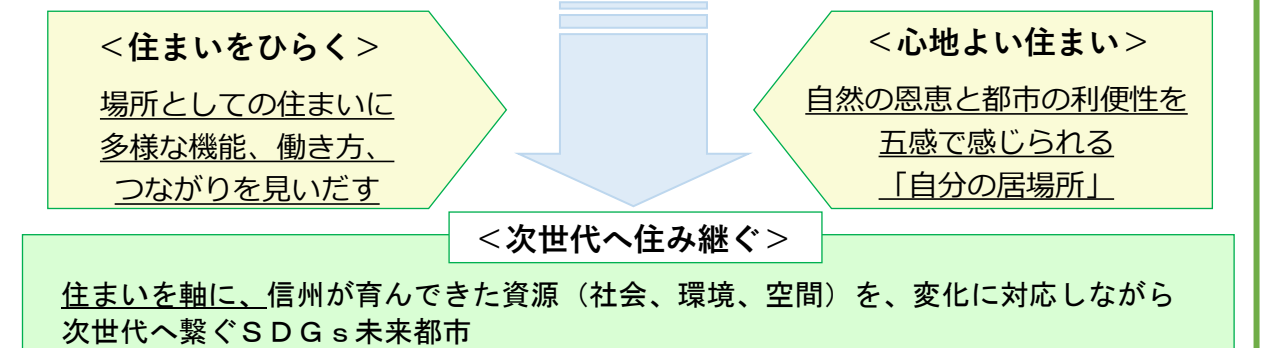 ＜住まいをひらく＞
場所としての住まいに
多様な機能、働き方、
つながりを見いだす
＜心地よい住まい＞
自然の恩恵と都市の利便性を
五感で感じられる
「自分の居場所」
＜次世代へ住み継ぐ＞
住まいを軸に、信州が育んできた資源（社会、環境、空間）を、変化に対応しながら
次世代へ繋ぐＳＤＧｓ未来都市